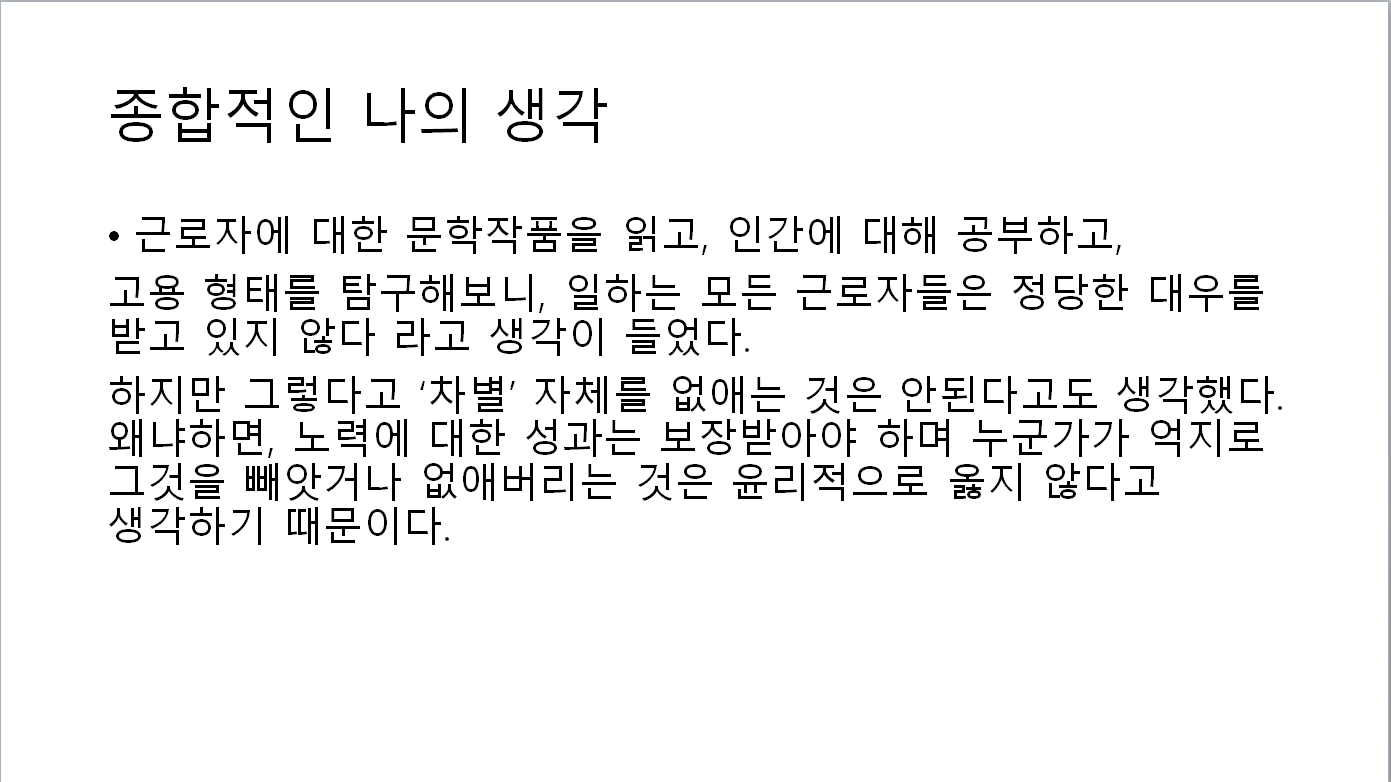 종합적인 나의 생각
• 근로자에 대한 문학작품을 읽고, 인간에 대해 공부하고,
고용 형태를 탐구해보니, 일하는 모든 근로자들은 정당한 대우를
받고 있지 않다 라고 생각이 들었다.
하지만 그렇다고 ‘차별’ 자체를 없애는 것은 안된다고도 생각했다.
왜냐하면, 노력에 대한 성과는 보장받아야 하며 누군가가 억지로
그것을 빼앗거나 없애버리는 것은 윤리적으로 옳지 않다고
생각하기 때문이다.